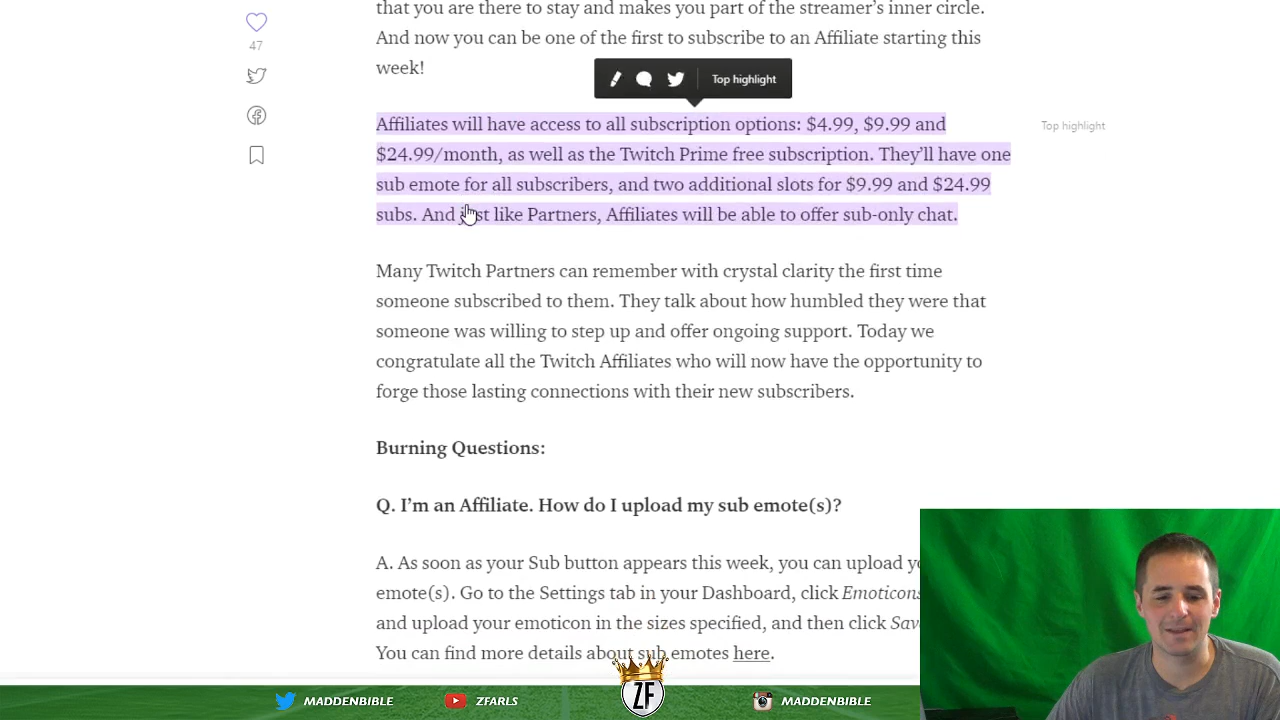 that you are there to stay and makes you part of the streamer's inner circle.
47
And now you can be one of the first to subscribe to an Affiliate starting this
week!
Top highlight
Affiliates will have access to all subscription options: $4.99, $9.99 and
Top highlight
$24.99/month, as well as the Twitch Prime free subscription. They'll have one
sub emote for all subscribers, and two additional slots for $9.99 and $24.99
subs. And just like Partners, Affiliates will be able to offer sub-only chat.
Many Twitch Partners can remember with crystal clarity the first time
someone subscribed to them. They talk about how humbled they were that
someone was willing to step up and offer ongoing support. Today we
congratulate all the Twitch Affiliates who will now have the opportunity to
forge those lasting connections with their new subscribers.
Burning Questions:
Q. I'm an Affiliate. How do I upload my sub emote(s)?
A. As soon as your Sub button appears this week, you can upload
emote(s). Go to the Settings tab in your Dashboard, click Emoticons
and upload your emoticon in the sizes specified, and then click
You can find more details about sub emotes here.
MADDENBIBLE
ZFARLS
ZF
MADDENBIBLE